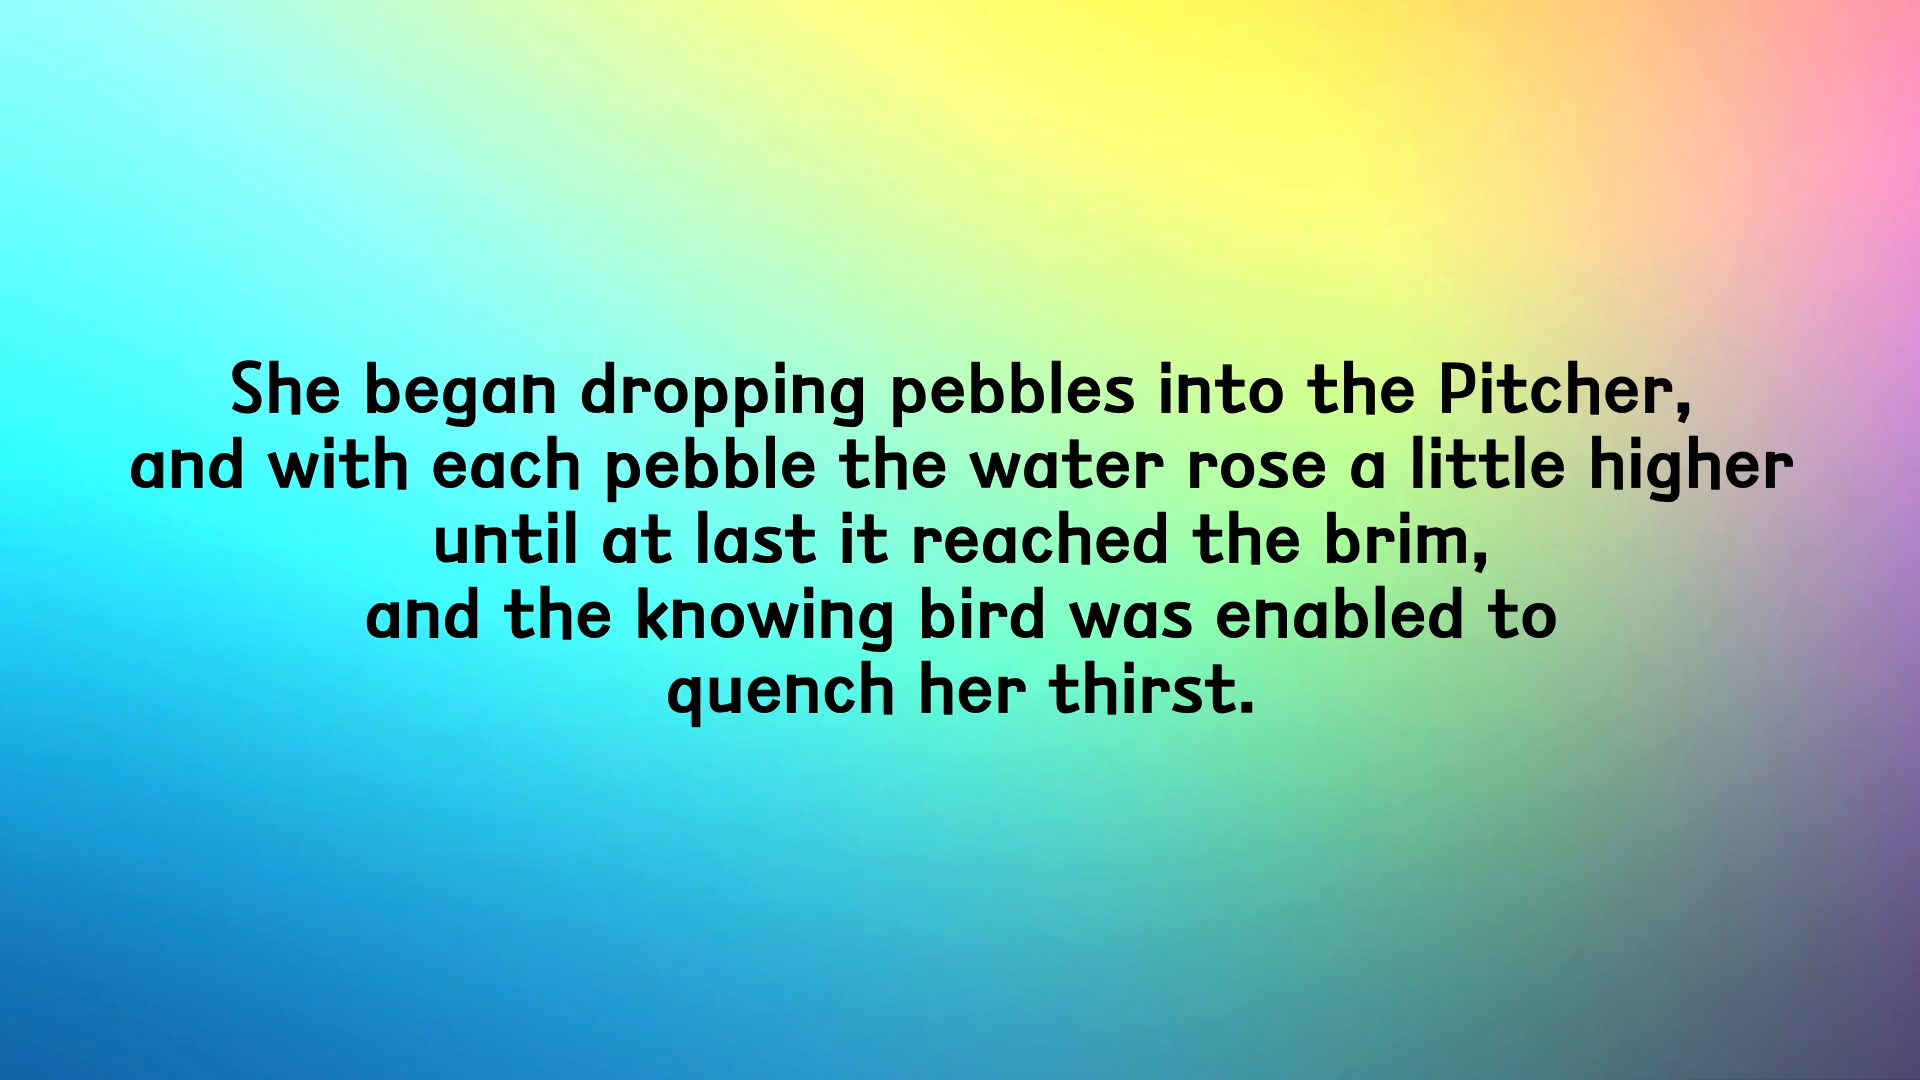 She began dropping pebbles into the Pitcher,
and with each pebble the water rose a little higher
until at last it reached the brim,
and the knowing bird was enabled to
quench her thirst.